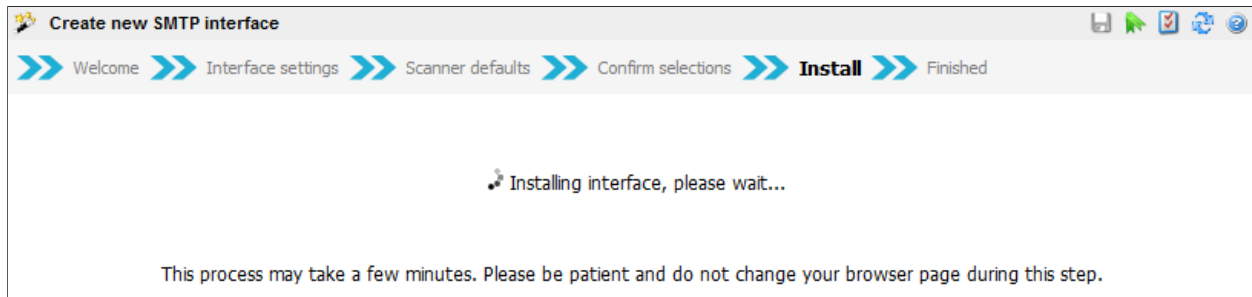 Create new SMTP interface
Welcome Interface settings Scanner defaults Confirm selections Install Finished
Installing interface, please wait...
This process may take a few minutes. Please be patient and do not change your browser page during this step.